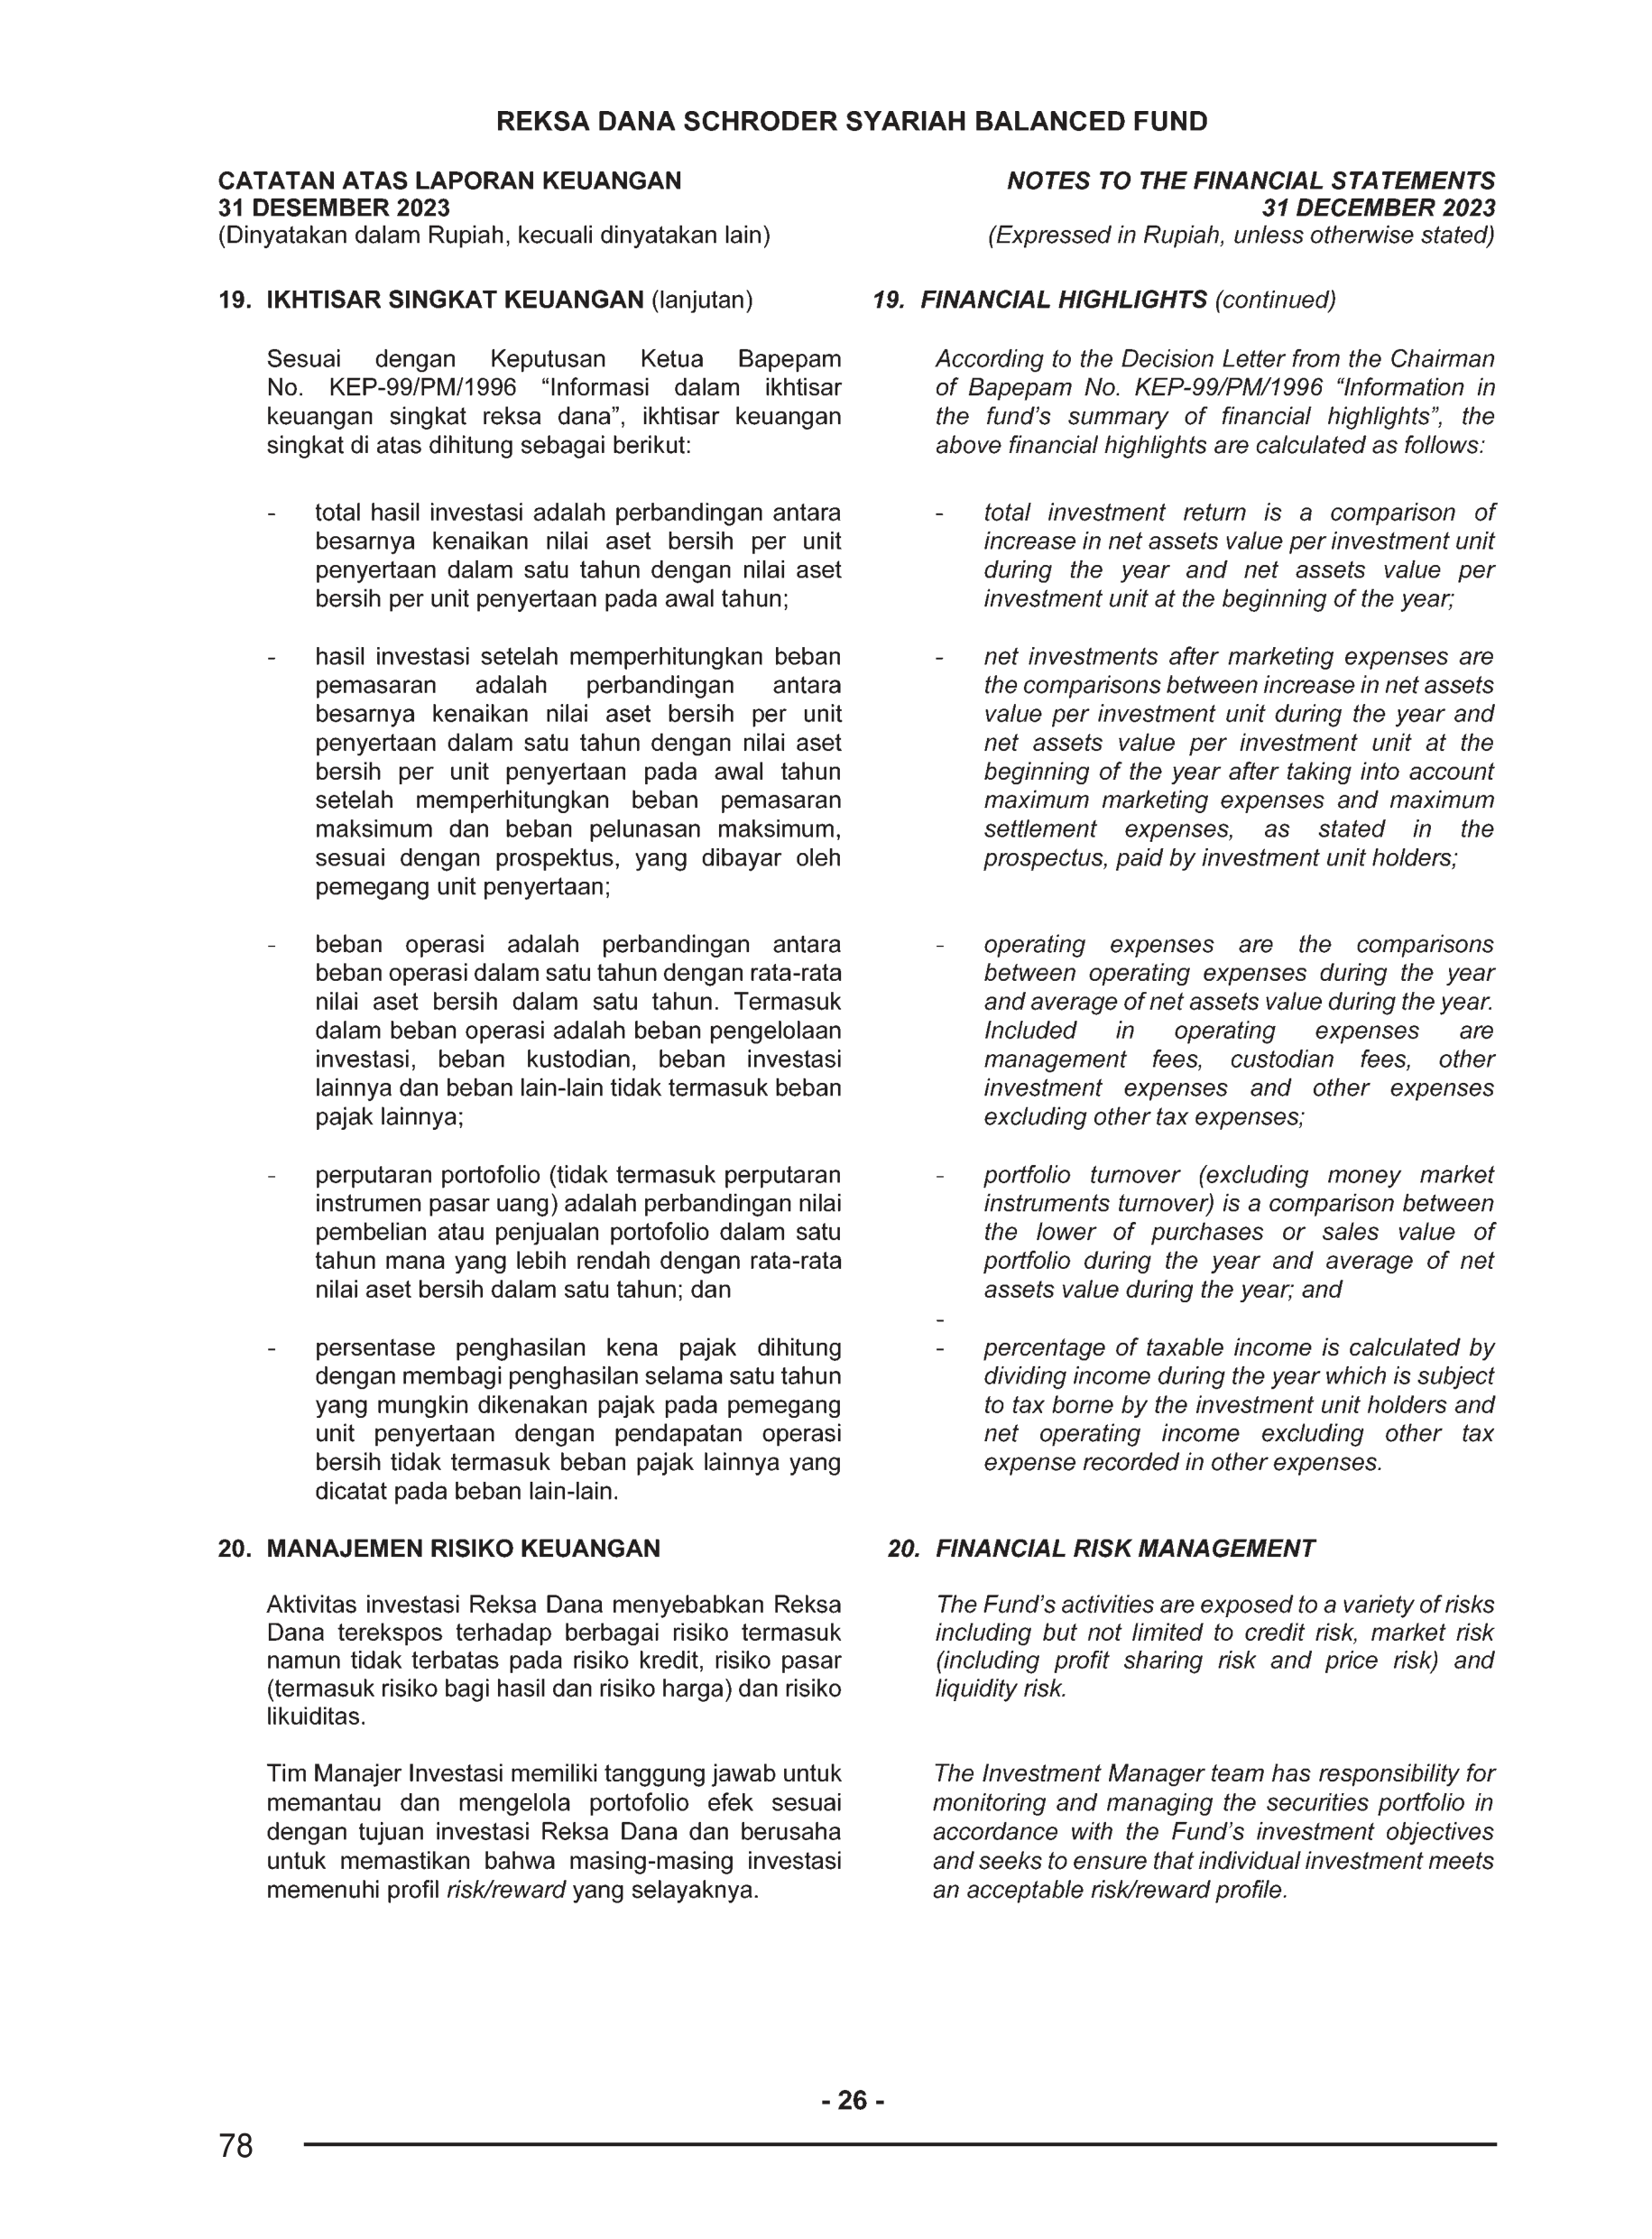 REKSA DANA SCHRODER SYARIAH BALANCED FUND
CATATAN ATAS LAPORAN KEUANGAN
31 DESEMBER 2023
(Dinyatakan dalam Rupiah, kecuali dinyatakan lain)
NOTES TO THE FINANCIAL STATEMENTS
31 DECEMBER 2023
(Expressed in Rupiah, unless otherwise stated)
19. IKHTISAR SINGKAT KEUANGAN (lanjutan)
Sesuai dengan Keputusan Ketua Bapepam
No. KEP-99/PM/1996 “Informasi dalam ikhtisar
keuangan singkat reksa dana”, ikhtisar keuangan
singkat di atas dihitung sebagai berikut:
- total hasil investasi adalah perbandingan antara
besarnya kenaikan nilai aset bersih per unit
penyertaan dalam satu tahun dengan nilai aset
bersih per unit penyertaan pada awal tahun;
- hasil investasi setelah memperhitungkan beban
pemasaran adalah perbandingan antara
besarnya kenaikan nilai aset bersih per unit
penyertaan dalam satu tahun dengan nilai aset
bersih per unit penyertaan pada awal tahun
setelah memperhitungkan beban pemasaran
maksimum dan beban pelunasan maksimum,
sesuai dengan prospektus, yang dibayar oleh
pemegang unit penyertaan;
- beban operasi adalah perbandingan antara
beban operasi dalam satu tahun dengan rata-rata
nilai aset bersih dalam satu tahun. Termasuk
dalam beban operasi adalah beban pengelolaan
investasi, beban kustodian, beban investasi
lainnya dan beban lain-lain tidak termasuk beban
pajak lainnya;
- perputaran portofolio (tidak termasuk perputaran
instrumen pasar uang) adalah perbandingan nilai
pembelian atau penjualan portofolio dalam satu
tahun mana yang lebih rendah dengan rata-rata
nilai aset bersih dalam satu tahun; dan
- persentase penghasilan kena pajak dihitung
dengan membagi penghasilan selama satu tahun
yang mungkin dikenakan pajak pada pemegang
unit penyertaan dengan pendapatan operasi
bersih tidak termasuk beban pajak lainnya yang
dicatat pada beban lain-lain.
19. FINANCIAL HIGHLIGHTS (continued)
According to the Decision Letter from the Chairman
of Bapepam No. KEP-99/PM/1996 “Information in
the fund’s summary of financial highlights”, the
above financial highlights are calculated as follows:
- total investment return is a comparison of
increase in net assets value per investment unit
during the year and net assets value per
investment unit at the beginning of the year;
- net investments after marketing expenses are
the comparisons between increase in net assets
value per investment unit during the year and
net assets value per investment unit at the
beginning of the year after taking into account
maximum marketing expenses and maximum
settlement expenses, as stated in the
prospectus, paid by investment unit holders;
- operating expenses are the comparisons
between operating expenses during the year
and average of net assets value during the year.
Included in operating expenses are
management fees, custodian fees, other
investment expenses and other expenses
excluding other tax expenses;
- portfolio turnover (excluding money market
instruments turnover) is a comparison between
the lower of purchases or sales value of
portfolio during the year and average of net
assets value during the year; and
-
- percentage of taxable income is calculated by
dividing income during the year which is subject
to tax borne by the investment unit holders and
net operating income excluding other tax
expense recorded in other expenses.
20. MANAJEMEN RISIKO KEUANGAN
Aktivitas investasi Reksa Dana menyebabkan Reksa
Dana terekspos terhadap berbagai risiko termasuk
namun tidak terbatas pada risiko kredit, risiko pasar
(termasuk risiko bagi hasil dan risiko harga) dan risiko
likuiditas.
Tim Manajer Investasi memiliki tanggung jawab untuk
memantau dan mengelola portofolio efek sesuai
dengan tujuan investasi Reksa Dana dan berusaha
untuk memastikan bahwa masing-masing investasi
memenuhi profil risk/reward yang selayaknya.
20. FINANCIAL RISK MANAGEMENT
The Fund’s activities are exposed to a variety of risks
including but not limited to credit risk, market risk
(including profit sharing risk and price risk) and
liquidity risk.
The Investment Manager team has responsibility for
monitoring and managing the securities portfolio in
accordance with the Fund’s investment objectives
and seeks to ensure that individual investment meets
an acceptable risk/reward profile.
- 26 -
78